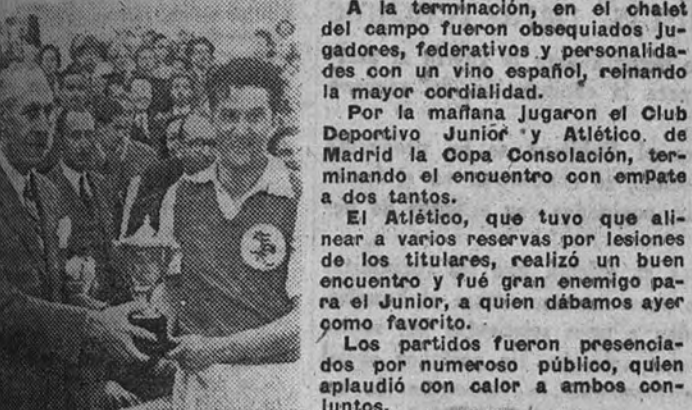 A la terminación, en el chalet
del campo fueron obsequiados ju-
gadores, federativos y personalida-
des con un vino español, reinando
la mayor cordialidad.
Por la mañana jugaron el Club
Deportivo Junior y Atlético de
Madrid la Copa Consolación, ter-
minando el encuentro con empate
a dos tantos.
El Atlético, que tuvo que ali-
near a varios reservas por lesiones
de los titulares, realizó un buen
encuentro y fué gran enemigo pa-
ra el Junior, a quien dábamos ayer
como favorito.
Los partidos fueron presencia-
dos por numeroso público, quien
aplaudió con calor a ambos con-
juntos.